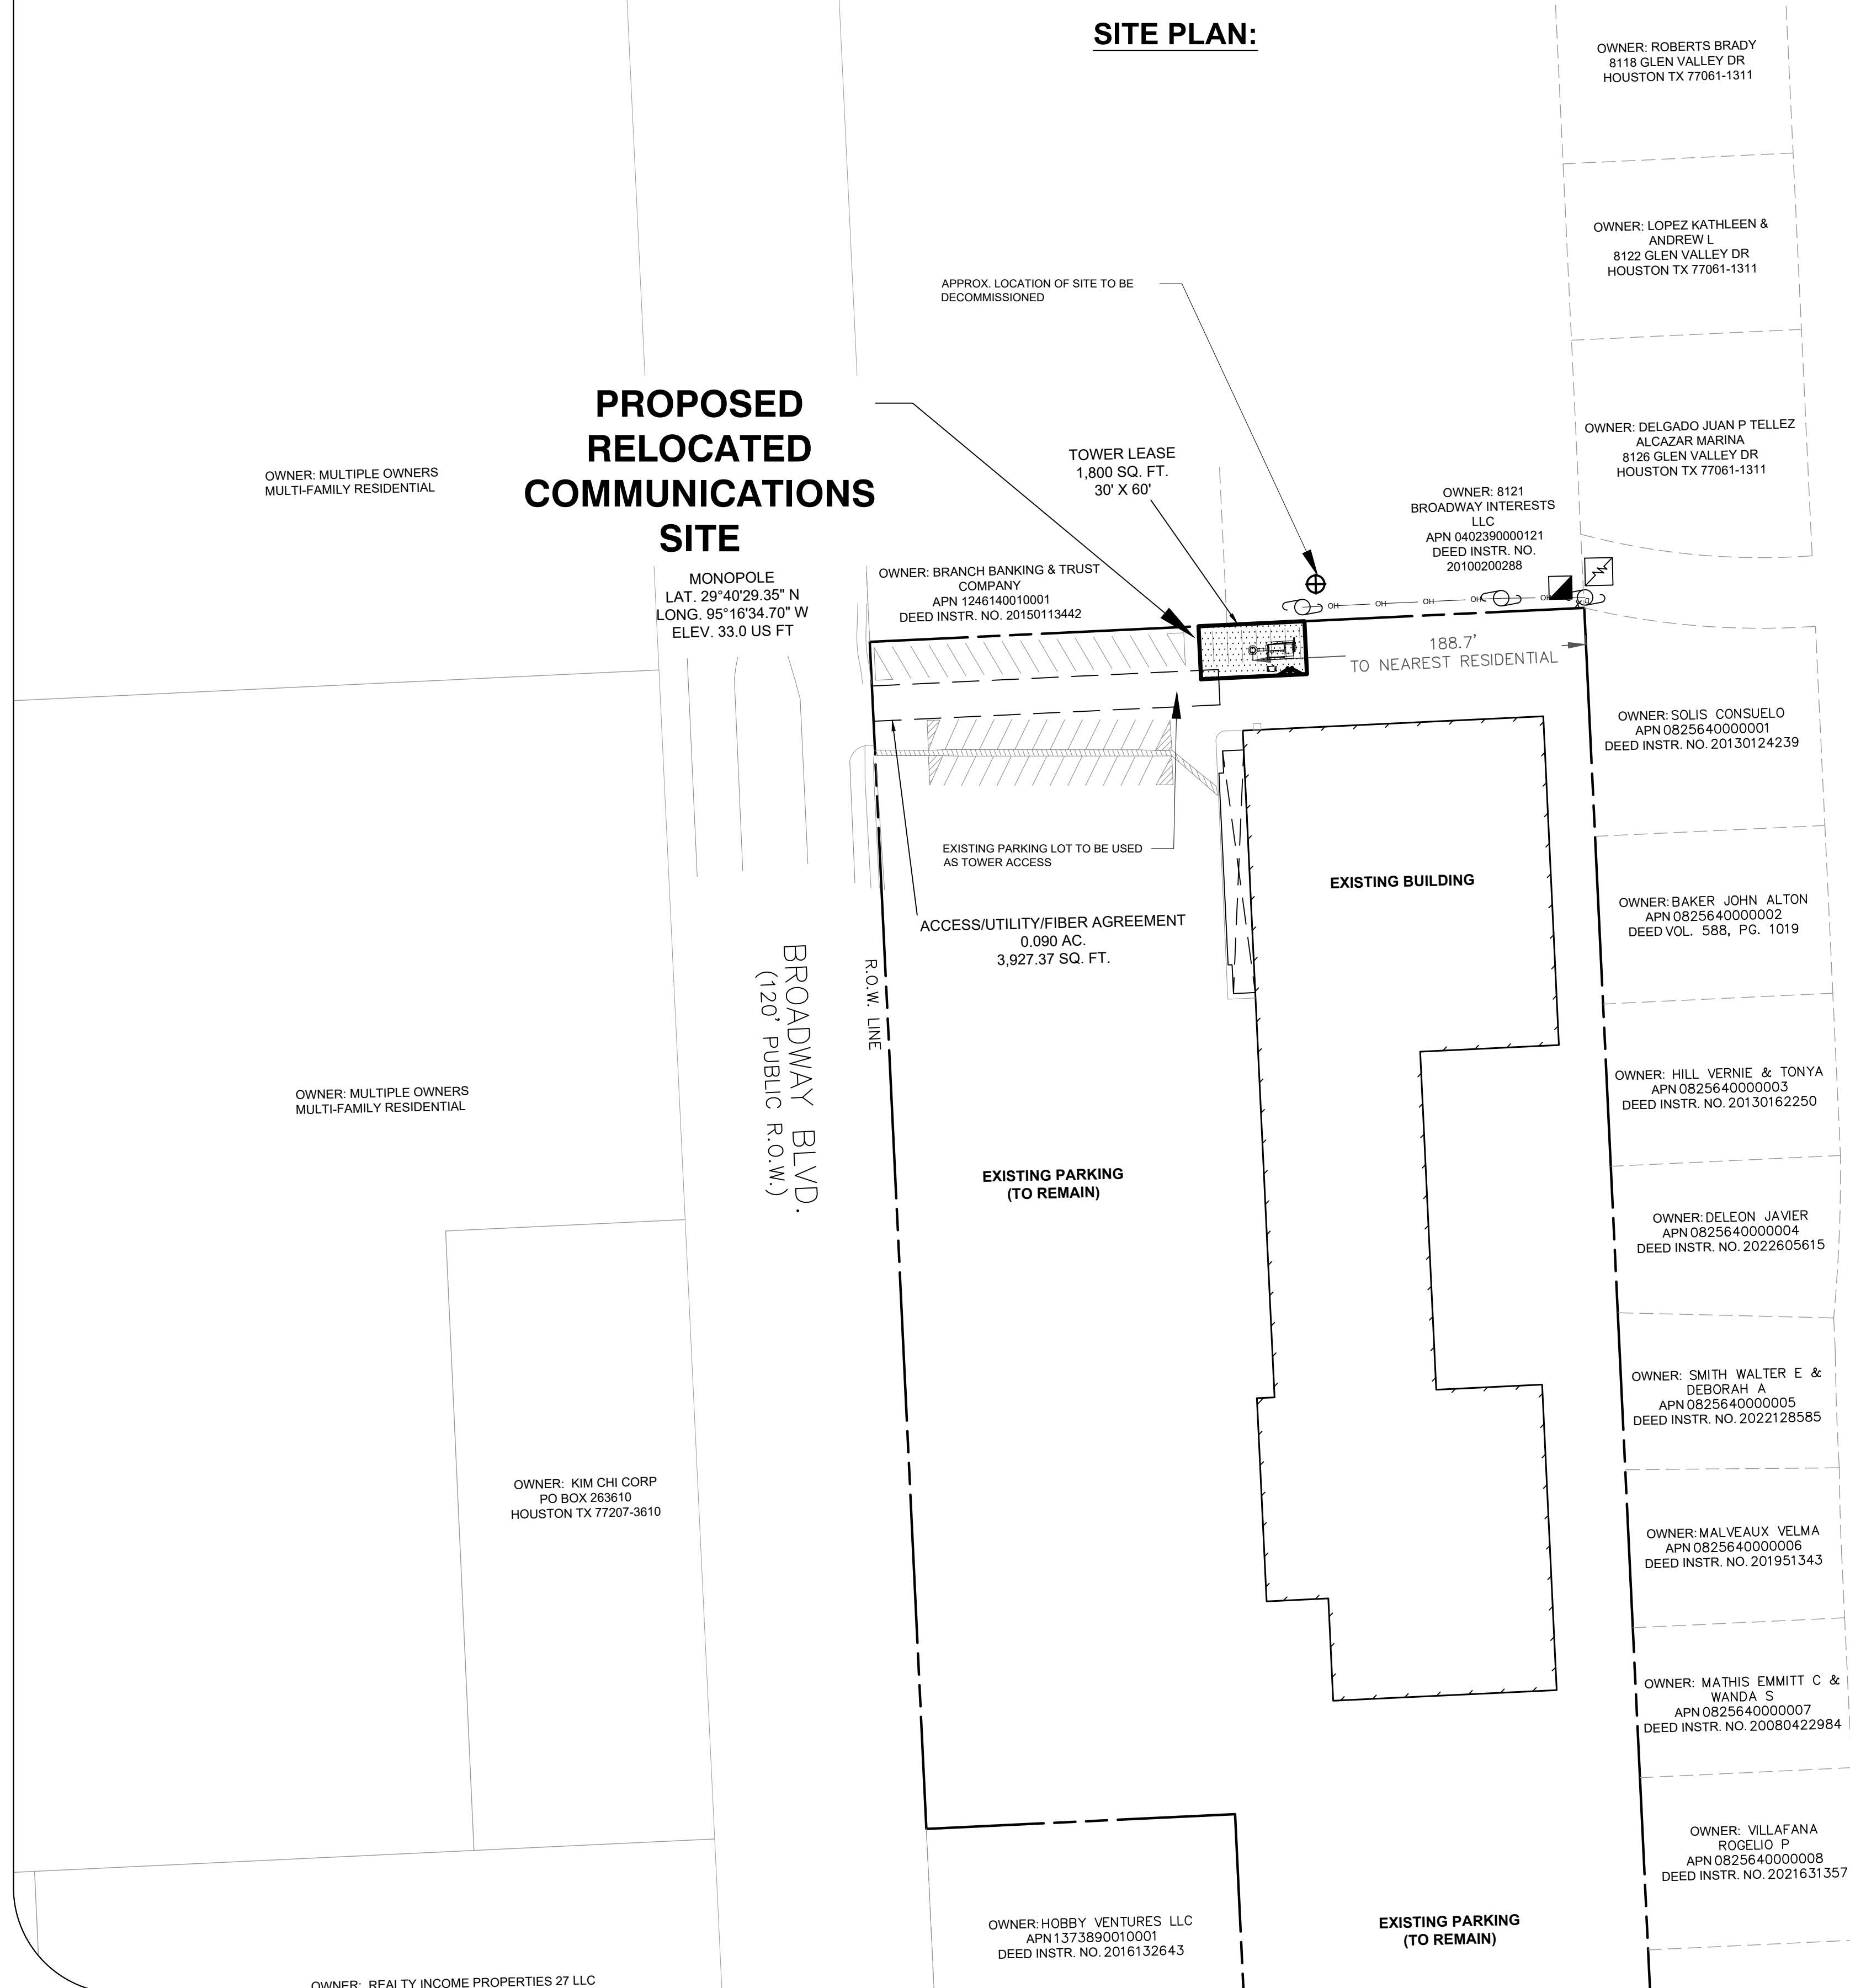 SITE PLAN:
OWNER: ROBERTS BRADY
8118 GLEN VALLEY DR
HOUSTON TX 77061-1311
OWNER: LOPEZ KATHLEEN &
ANDREW L
8122 GLEN VALLEY DR
HOUSTON TX 77061-1311
APPROX. LOCATION OF SITE TO BE
DECOMMISSIONED
PROPOSED
RELOCATED
COMMUNICATIONS
SITE
MONOPOLE
LAT. 29°40'29.35" N
LONG. 95°16'34.70" W
ELEV. 33.0 US FT
OWNER: MULTIPLE OWNERS
MULTI-FAMILY RESIDENTIAL
TOWER LEASE
1,800 SQ. FT.
30' X 60'
OWNER: DELGADO JUAN P TELLEZ
ALCAZAR MARINA
8126 GLEN VALLEY DR
HOUSTON TX 77061-1311
OWNER: 8121
BROADWAY INTERESTS
LLC
APN 0402390000121
DEED INSTR. NO.
20100200288
OWNER: BRANCH BANKING & TRUST
COMPANY
APN 1246140010001
DEED INSTR. NO. 20150113442
OH
OH
OH
OH
OH
188.7'
TO NEAREST RESIDENTIAL
OWNER: SOLIS CONSUELO
APN 0825640000001
DEED INSTR. NO. 20130124239
EXISTING PARKING LOT TO BE USED
AS TOWER ACCESS
EXISTING BUILDING
ACCESS/UTILITY/FIBER AGREEMENT
0.090 AC.
3,927.37 SQ. FT.
OWNER: BAKER JOHN ALTON
APN 0825640000002
DEED VOL. 588, PG. 1019
BROADWAY BLVD.
(120' PUBLIC R.O.W.)
R.O.W. LINE
OWNER: MULTIPLE OWNERS
MULTI-FAMILY RESIDENTIAL
OWNER: HILL VERNIE & TONYA
APN 0825640000003
DEED INSTR. NO. 20130162250
EXISTING PARKING
(TO REMAIN)
OWNER: DELEON JAVIER
APN 0825640000004
DEED INSTR. NO. 2022605615
OWNER: SMITH WALTER E &
DEBORAH A
APN 0825640000005
DEED INSTR. NO. 2022128585
OWNER: KIM CHI CORP
PO BOX 263610
HOUSTON TX 77207-3610
OWNER: MALVEAUX VELMA
APN 0825640000006
DEED INSTR. NO. 201951343
OWNER: MATHIS EMMITT C &
WANDA S
APN 0825640000007
DEED INSTR. NO. 20080422984
OWNER: VILLAFANA
ROGELIO P
APN 0825640000008
DEED INSTR. NO. 2021631357
OWNER: HOBBY VENTURES LLC
APN 1373890010001
DEED INSTR. NO. 2016132643
EXISTING PARKING
(TO REMAIN)
OWNER: REALTY INCOME PROPERTIES 27 LLC